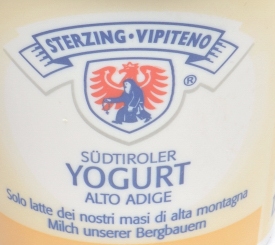 STERZING · VIPITENO
®
SÜDTIROLER
YOGURT
ALTO ADIGE
Solo latte dei nostri masi di alta montagna
Milch unserer Bergbauern